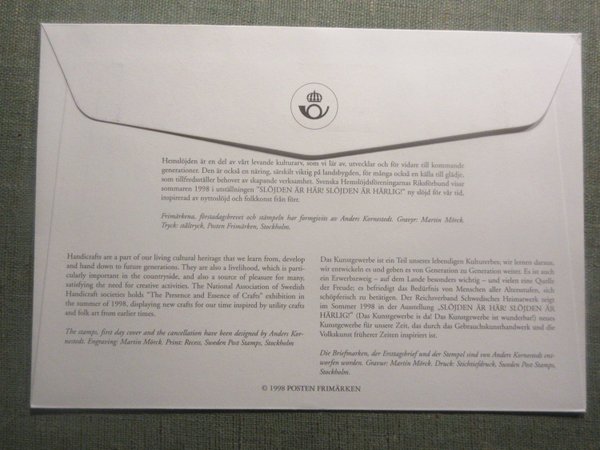 Hemslöjden är en del av vårt levande kulturarv, som vi lär av, utvecklar och för vidare till kommande
generationer. Den är också en näring, särskilt viktig på landsbygden, för många också en källa till glädje,
som tillfredsställer behovet av skapande verksamhet. Svenska Hemslöjdsföreningarnas Riksförbund visar
sommaren 1998 i utställningen "SLÖJDEN ÄR HÄR! SLÖJDEN ÄR HÄRLIG!" ny slöjd för vår tid,
inspirerad av nyttoslöjd och folkkonst från förr.
Frimärkena, förstadagsbrevet och stämpeln har formgivits av Anders Kornestedt. Gravyr: Martin Mörck.
Tryck: ståltryck, Posten Frimärken, Stockholm.
Handicrafts are a part of our living cultural heritage that we learn from, develop
and hand down to future generations. They are also a livelihood, which is parti-
cularly important in the countryside, and also a source of pleasure for many,
satisfying the need for creative activities. The National Association of Swedish
Handicraft societies holds "The Presence and Essence of Crafts" exhibition in
the summer of 1998, displaying new crafts for our time inspired by utility crafts
and folk art from earlier times.
The stamps, first day cover and the cancellation have been designed by Anders Kor-
nestedt. Engraving: Martin Mörck. Print: Recess, Sweden Post Stamps, Stockholm
Das Kunstgewerbe ist ein Teil unseres lebendigen Kulturerbes; wir lernen daraus,
wir entwickeln es und geben es von Generation zu Generation weiter. Es ist auch
ein Erwerbszweig – auf dem Lande besonders wichtig – und vielen eine Quelle
der Freude; es befriedigt das Bedürfnis von Menschen aller Altersstufen, sich
schöpferisch zu betätigen. Der Reichsverband Schwedischer Heimatwerk zeigt
im Sommer 1998 in der Ausstellung „SLÖJDEN ÄR HÄR! SLÖJDEN ÄR
HÄRLIG!" (Das Kunstgewerbe is da! Das Kunstgewerbe ist wunderbar!) neues
Kunstgewerbe für unsere Zeit, das durch das Gebrauchskunsthandwerk und die
Volkskunst früherer Zeiten inspiriert ist.
Die Briefmarken, der Ersttagsbrief und der Stempel sind von Anders Kornestedt ent-
worfen worden. Gravur: Martin Mörck. Druck: Stichtiefdruck, Sweden Post Stamps,
Stockholm.
© 1998 POSTEN FRIMÄRKEN